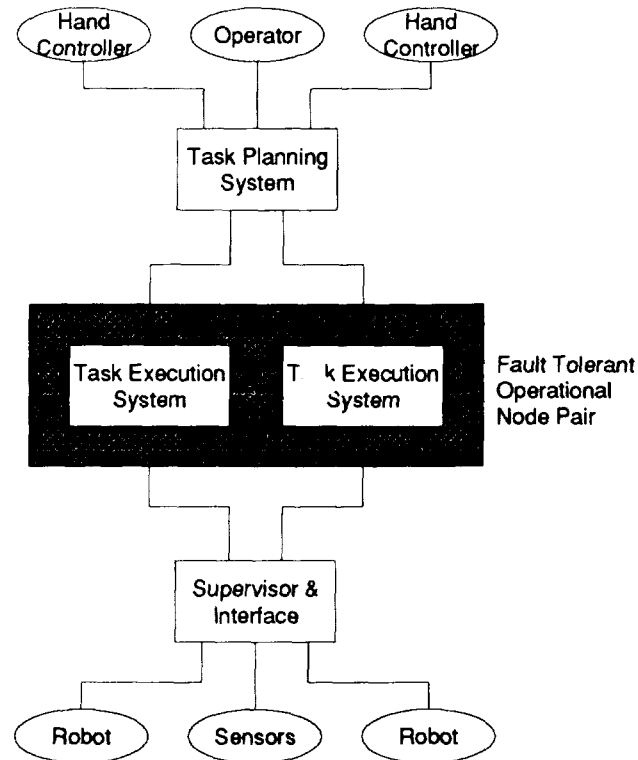 Hand
Controller
Operator
Hand
Controller
Task Planning
System
Task Execution
System
Execution
System
Fault Tolerant
Operational
Node Pair
Supervisor &
Interface
Robot
Sensors
Robot